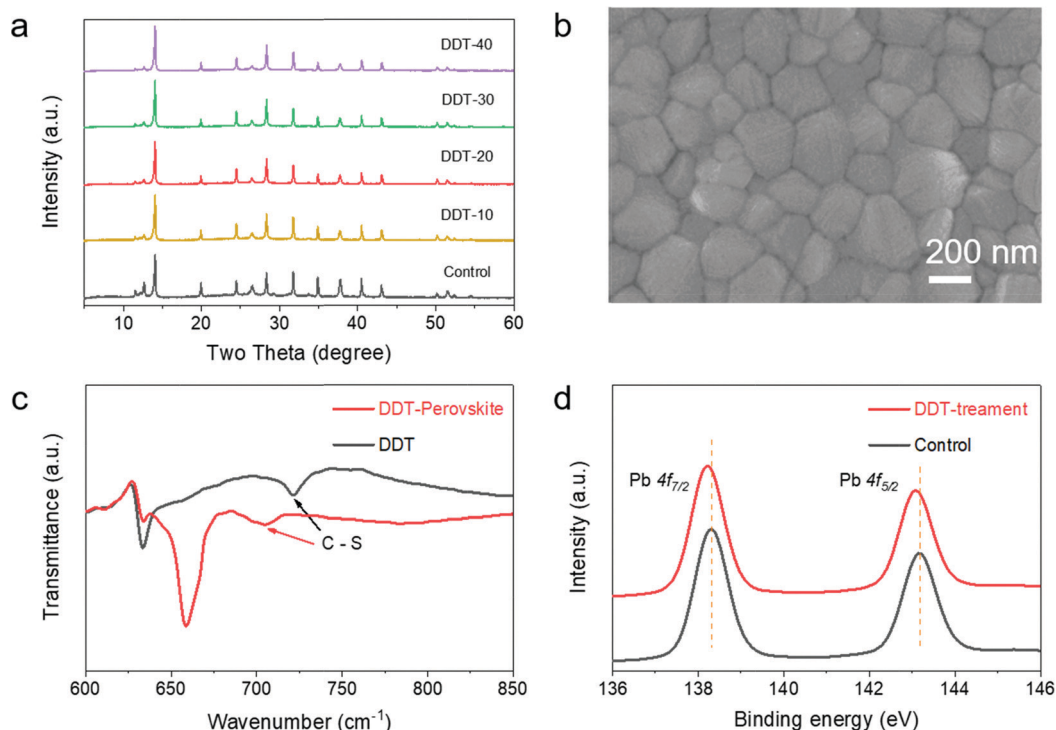 a
Intensity (a.u.)
DDT-40
DDT-30
DDT-20
DDT-10
Control
10 20 30 40 50 60
Two Theta (degree)
b
200 nm
c
Transmittance (a.u.)
DDT-Perovskite
DDT
C - S
600 650 700 750 800 850
Wavenumber (cm⁻¹)
d
Intensity (a.u.)
DDT-treament
Control
Pb 4f7/2
Pb 4f5/2
136 138 140 142 144 146
Binding energy (eV)